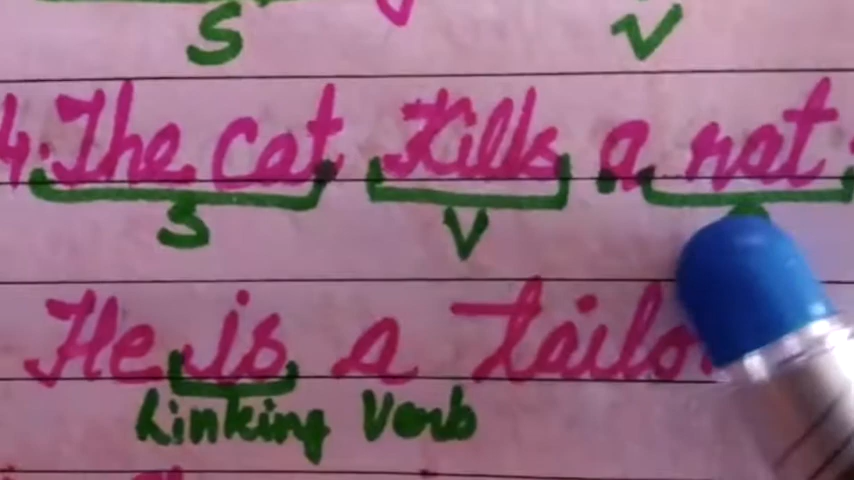 S V
4. The cat Kills a rat.
S V
He is a tailor
Linking Verb